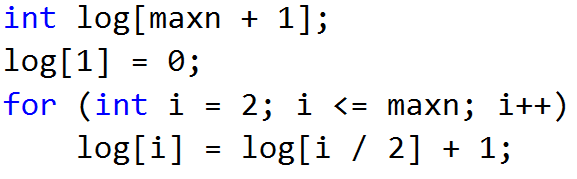 int log[maxn + 1];
log[1] = 0;
for (int i = 2; i <= maxn; i++)
    log[i] = log[i / 2] + 1;